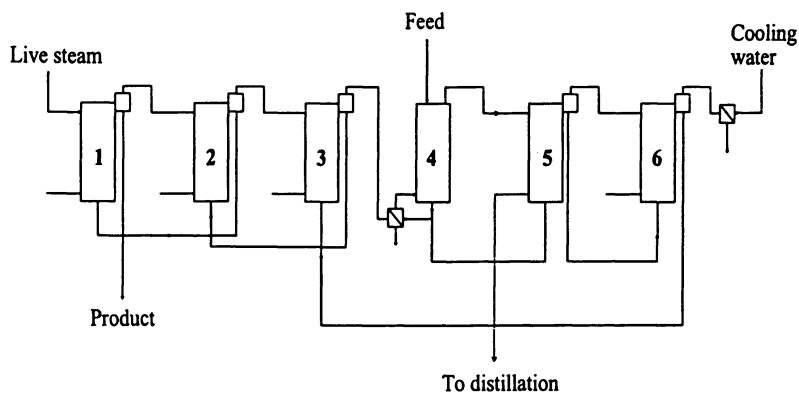 Feed
Live steam
Cooling
water
1
2
3
4
5
6
Product
To distillation